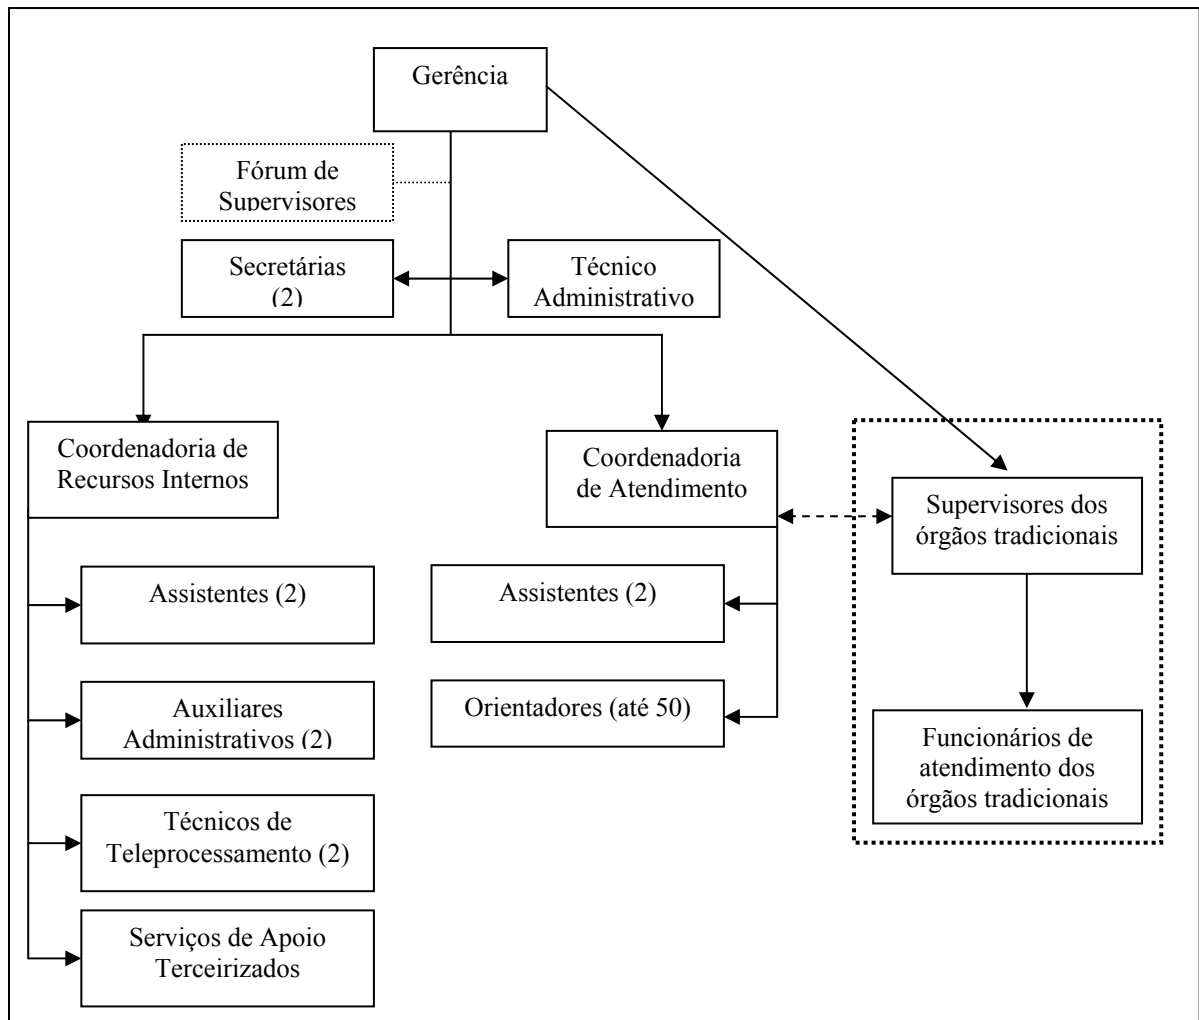 Gerência
Fórum de
Supervisores
Secretárias
(2)
Técnico
Administrativo
Coordenadoria de
Recursos Internos
Coordenadoria
de Atendimento
Supervisores dos
órgãos tradicionais
Assistentes (2)
Assistentes (2)
Auxiliares
Administrativos (2)
Orientadores (até 50)
Funcionários de
atendimento dos
órgãos tradicionais
Técnicos de
Teleprocessamento (2)
Serviços de Apoio
Terceirizados